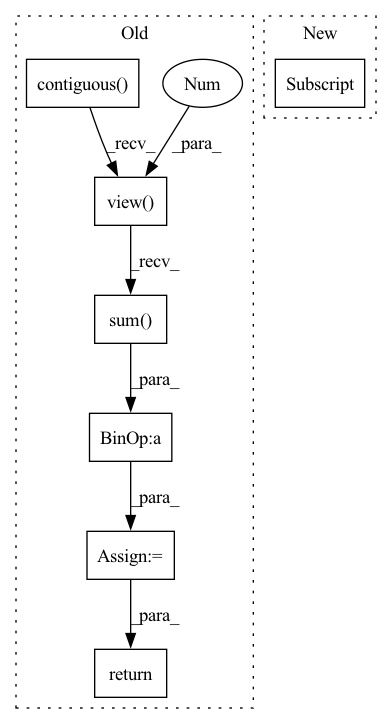 Old
New
contiguous()
Num
Subscript
_recv_
_para_
view()
_recv_
sum()
_para_
BinOp:a
_para_
Assign:=
_para_
return